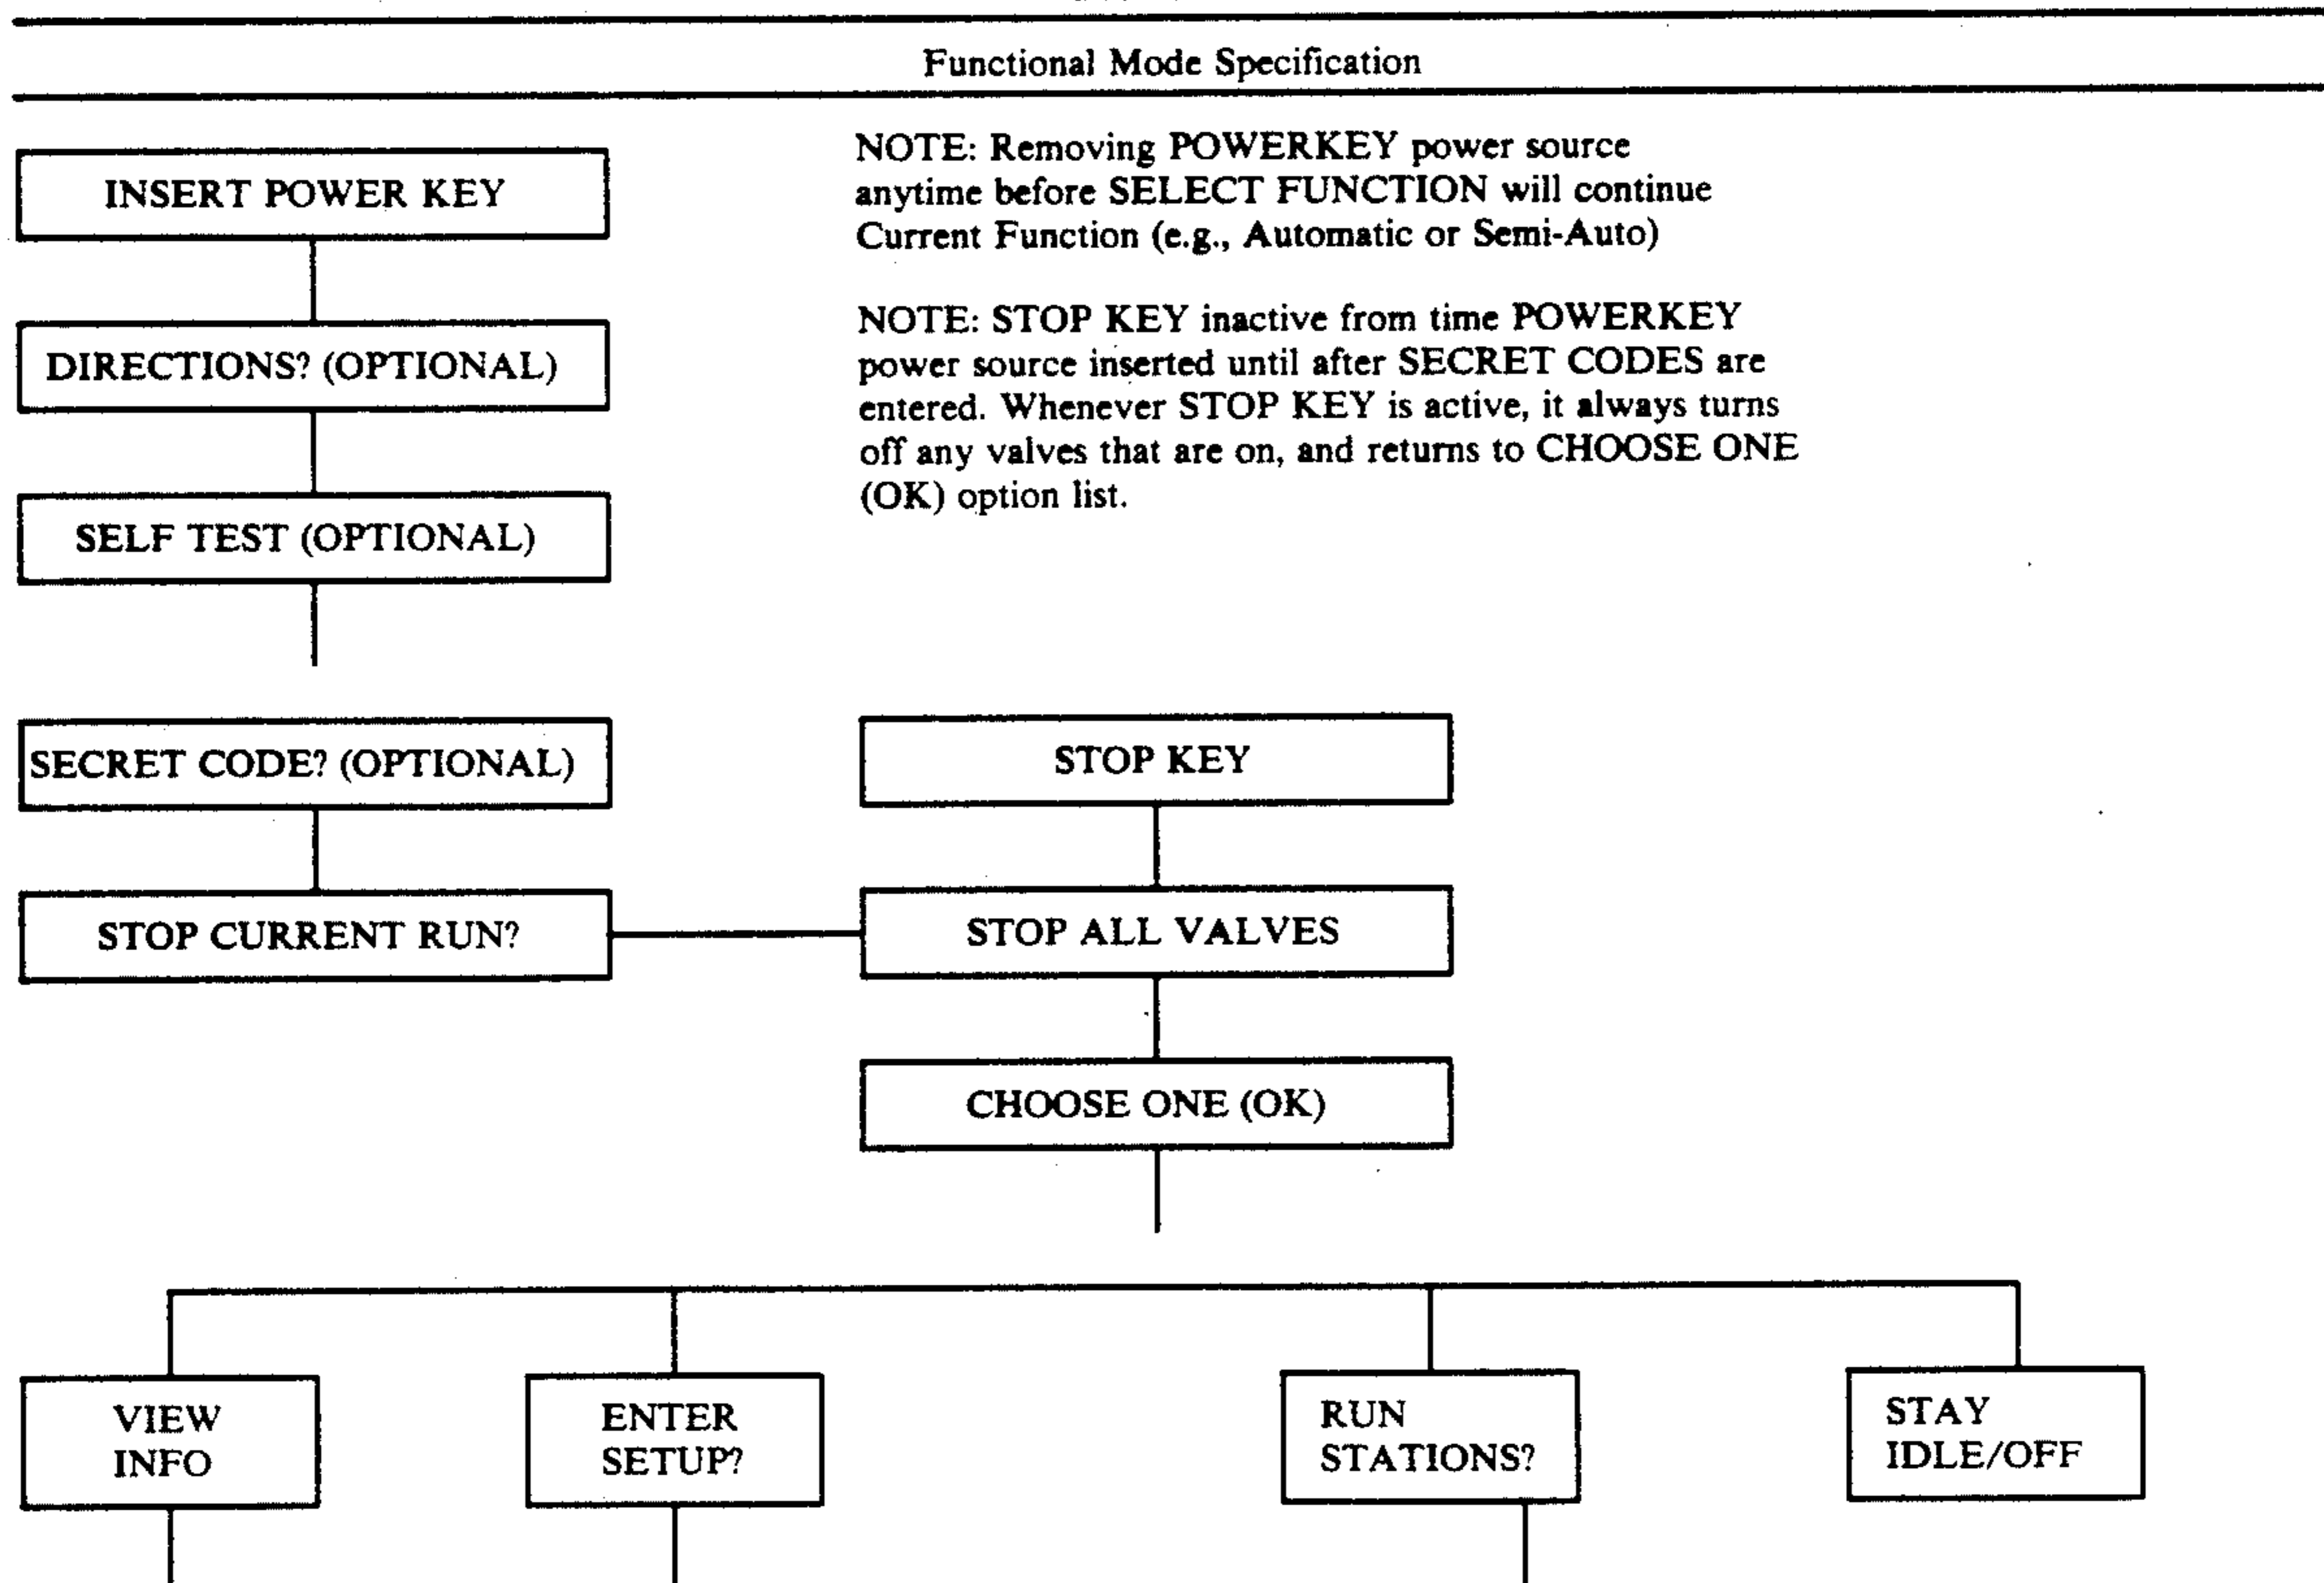 Functional Mode Specification
INSERT POWER KEY
NOTE: Removing POWERKEY power source
anytime before SELECT FUNCTION will continue
Current Function (e.g., Automatic or Semi-Auto)
DIRECTIONS? (OPTIONAL)
NOTE: STOP KEY inactive from time POWERKEY
power source inserted until after SECRET CODES are
entered. Whenever STOP KEY is active, it always turns
off any valves that are on, and returns to CHOOSE ONE
(OK) option list.
SELF TEST (OPTIONAL)
SECRET CODE? (OPTIONAL)
STOP KEY
STOP CURRENT RUN?
STOP ALL VALVES
CHOOSE ONE (OK)
VIEW
INFO
ENTER
SETUP?
RUN
STATIONS?
STAY
IDLE/OFF